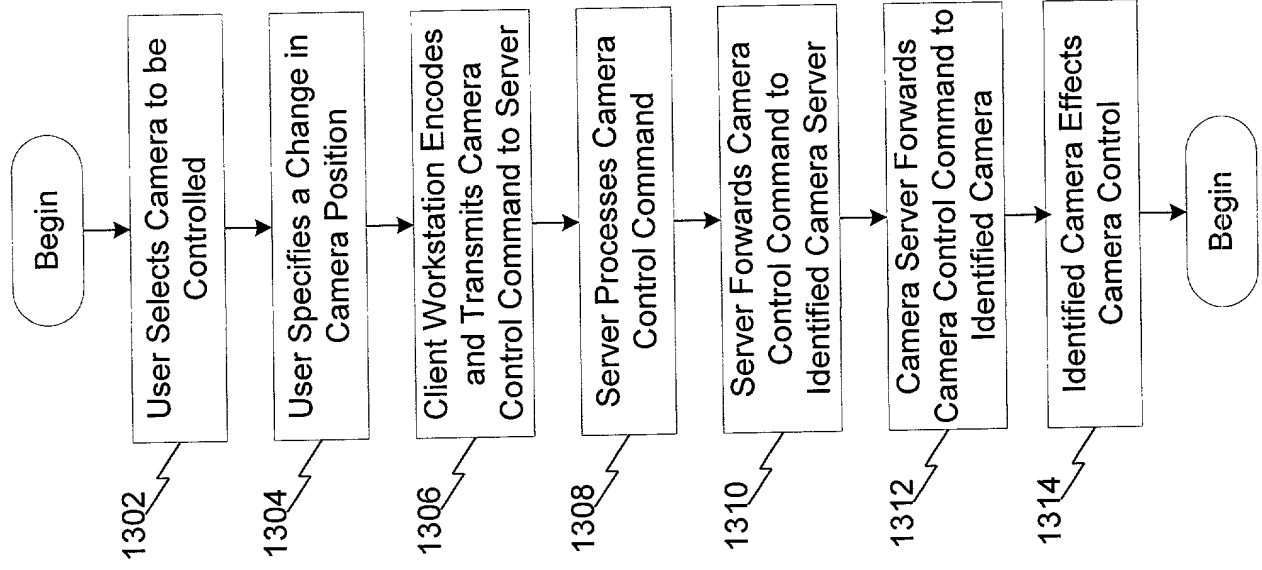 Begin
1302
User Selects Camera to be
Controlled
1304
User Specifies a Change in
Camera Position
1306
Client Workstation Encodes
and Transmits Camera
Control Command to Server
1308
Server Processes Camera
Control Command
1310
Server Forwards Camera
Control Command to
Identified Camera Server
1312
Camera Server Forwards
Camera Control Command to
Identified Camera
1314
Identified Camera Effects
Camera Control
Begin